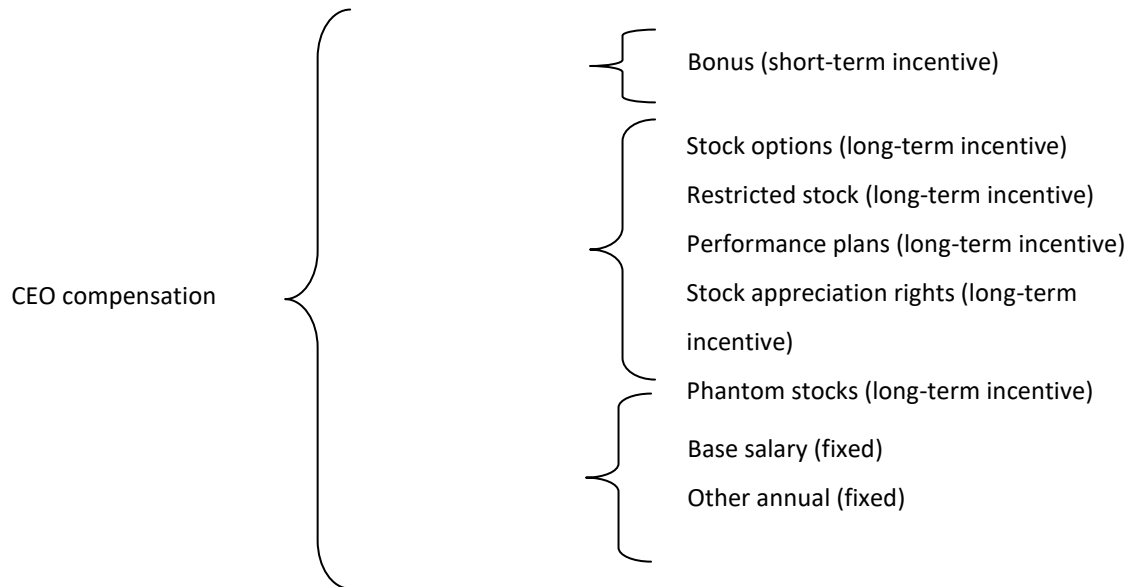 Bonus (short-term incentive)
Stock options (long-term incentive)
Restricted stock (long-term incentive)
Performance plans (long-term incentive)
CEO compensation
Stock appreciation rights (long-term
incentive)
Phantom stocks (long-term incentive)
Base salary (fixed)
Other annual (fixed)